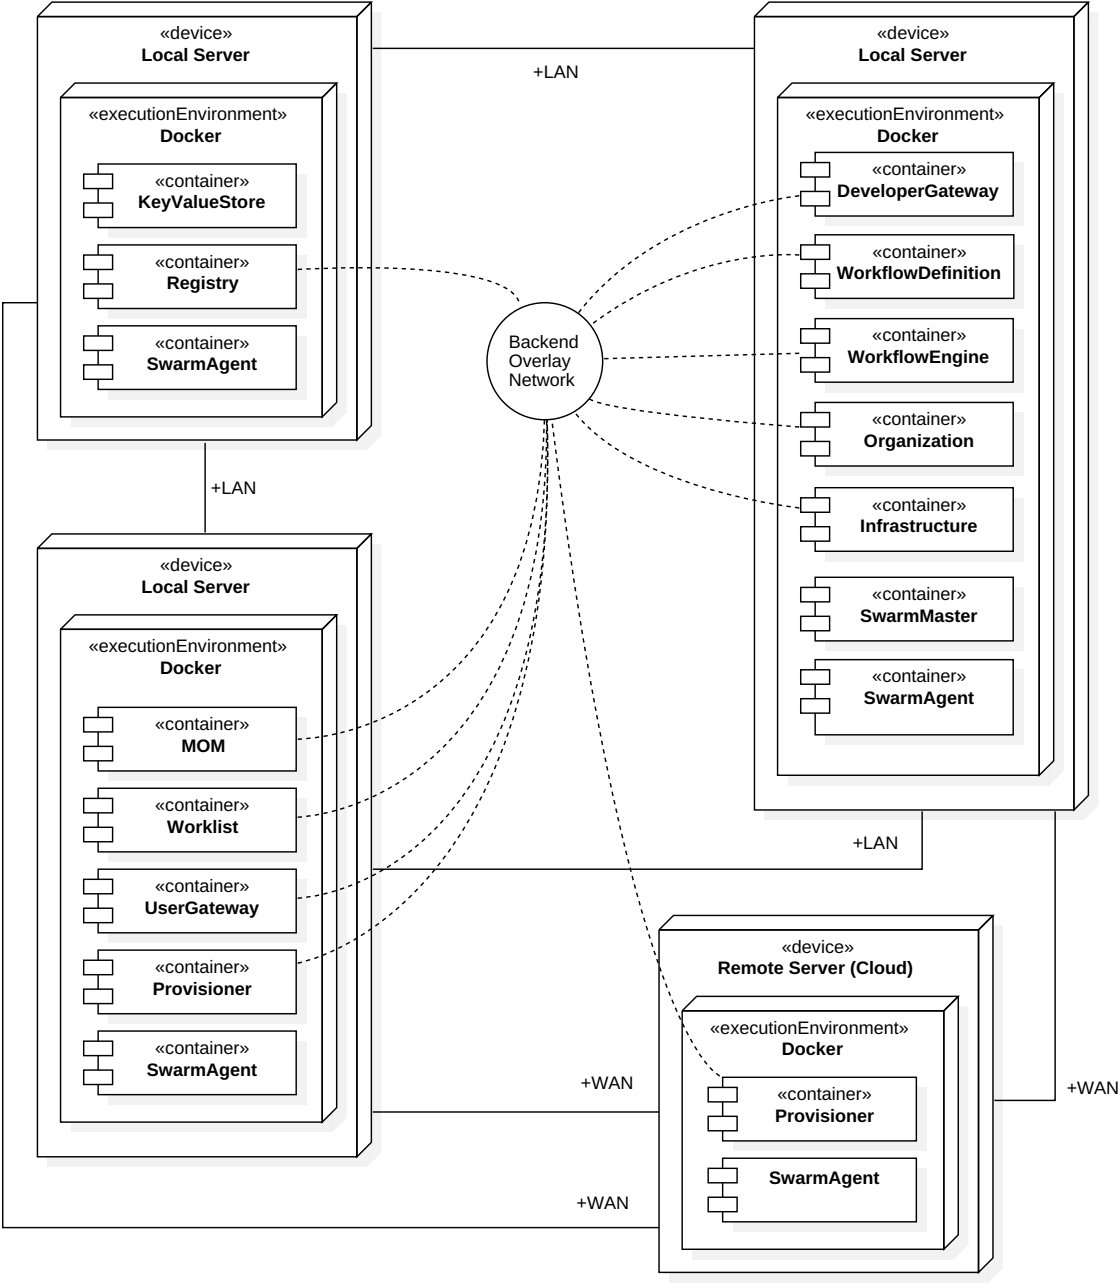 «device»
Local Server
«executionEnvironment»
Docker
«container»
KeyValueStore
«container»
Registry
«container»
SwarmAgent
+LAN
«device»
Local Server
«executionEnvironment»
Docker
«container»
DeveloperGateway
«container»
WorkflowDefinition
«container»
WorkflowEngine
«container»
Organization
«container»
Infrastructure
«container»
SwarmMaster
«container»
SwarmAgent
Backend
Overlay
Network
+LAN
«device»
Local Server
«executionEnvironment»
Docker
«container»
MOM
«container»
Worklist
«container»
UserGateway
«container»
Provisioner
«container»
SwarmAgent
+LAN
«device»
Remote Server (Cloud)
«executionEnvironment»
Docker
«container»
Provisioner
SwarmAgent
+WAN
+WAN
+WAN